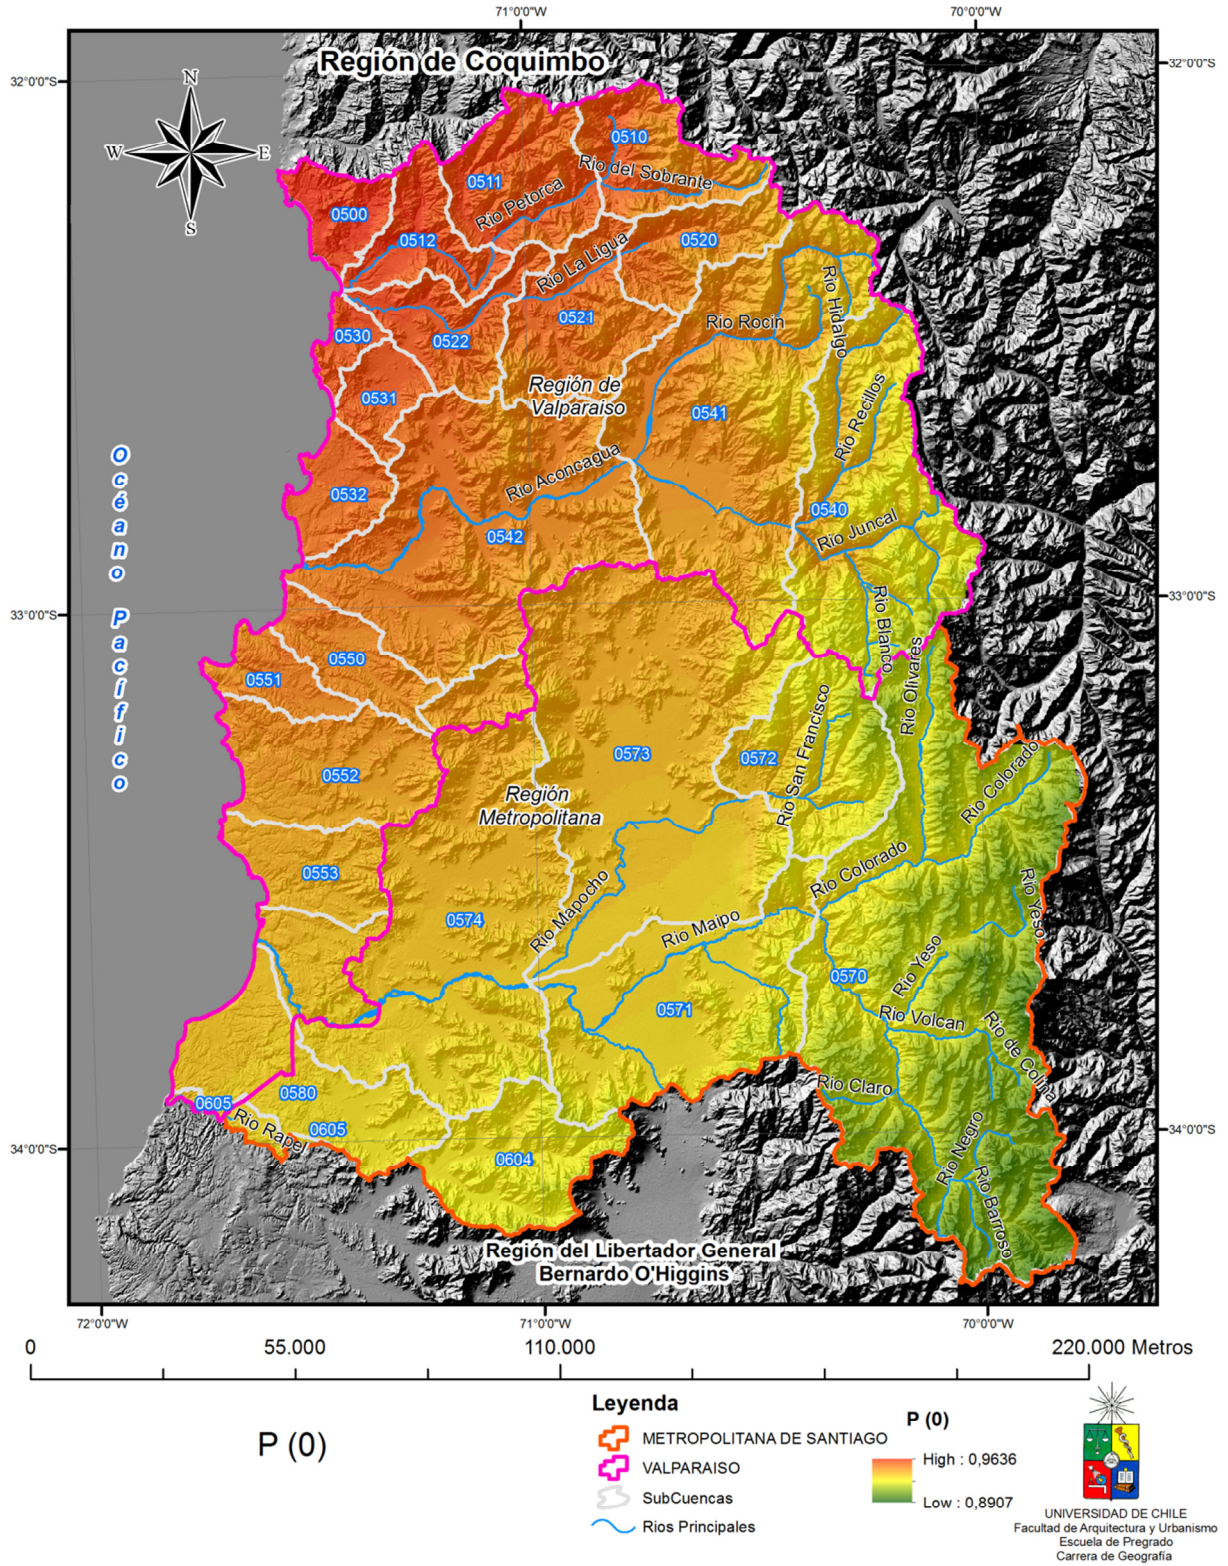 71°0'0"W
70°0'0"W
32°0'0"S
32°0'0"S
Región de Coquimbo
N
W
E
S
0510
Rio del Sobrante
0511
Rio Petorca
0500
0512
0520
Rio La Ligua
Rio Hidalgo
0521
Rio Rocin
0530
0522
Región de
Valparaiso
0531
0541
Rio Recillos
Rio Aconcagua
0532
0540
Rio Juncal
0542
Océano Pacífico
33°0'0"S
33°0'0"S
Rio Blanco
0550
0551
Rio Olivares
Rio San Francisco
0573
0572
0552
Rio Colorado
Región
Metropolitana
0553
Rio Colorado
Rio Yeso
0574
Rio Mapocho
Rio Maipo
0570
Rio Yeso
0571
Rio Volcan
Rio de Colina
Rio Claro
0580
0605
Rio Rapel
0605
0604
Rio Negro
Rio Barroso
34°0'0"S
34°0'0"S
Región del Libertador General
Bernardo O'Higgins
72°0'0"W
71°0'0"W
70°0'0"W
0
55.000
110.000
220.000 Metros
P (0)
Leyenda
METROPOLITANA DE SANTIAGO
VALPARAISO
SubCuencas
Rios Principales
P (0)
High : 0,9636
Low : 0,8907
UNIVERSIDAD DE CHILE
Facultad de Arquitectura y Urbanismo
Escuela de Pregrado
Carrera de Geografía